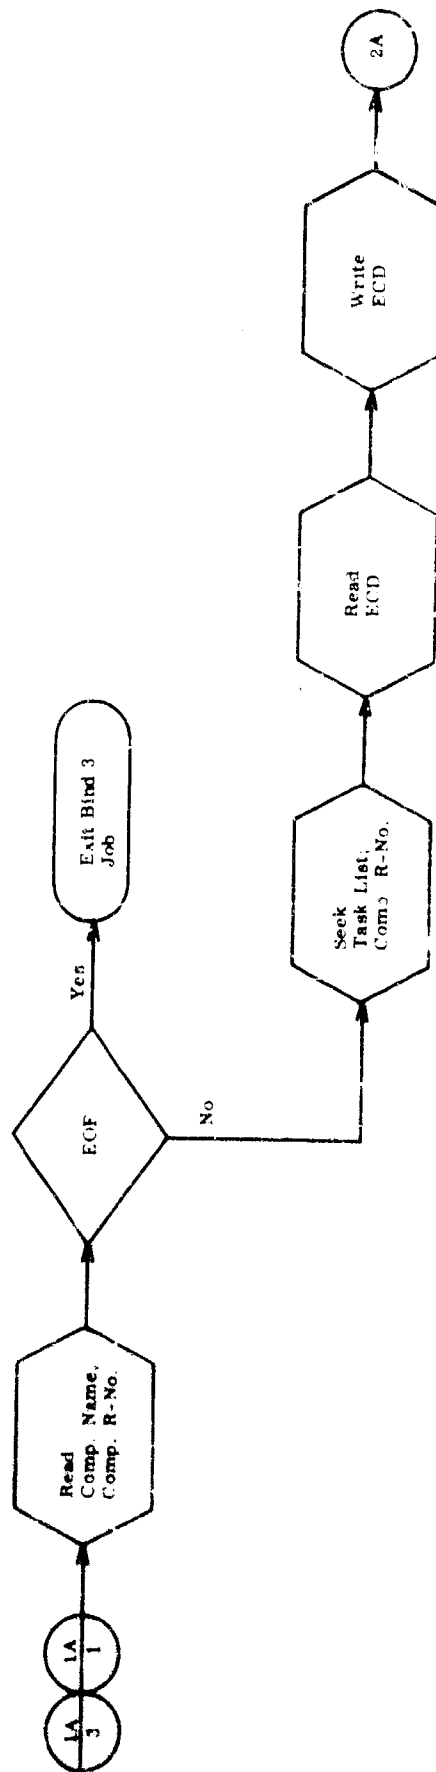 1A
3
1A
1
Read
Comp. Name,
Comp. R-No.
EOF
Yes
Exit Bind 3
Job
No
Seek
Task List,
Comp R-No.
Read
ECD
Write
ECD
2A